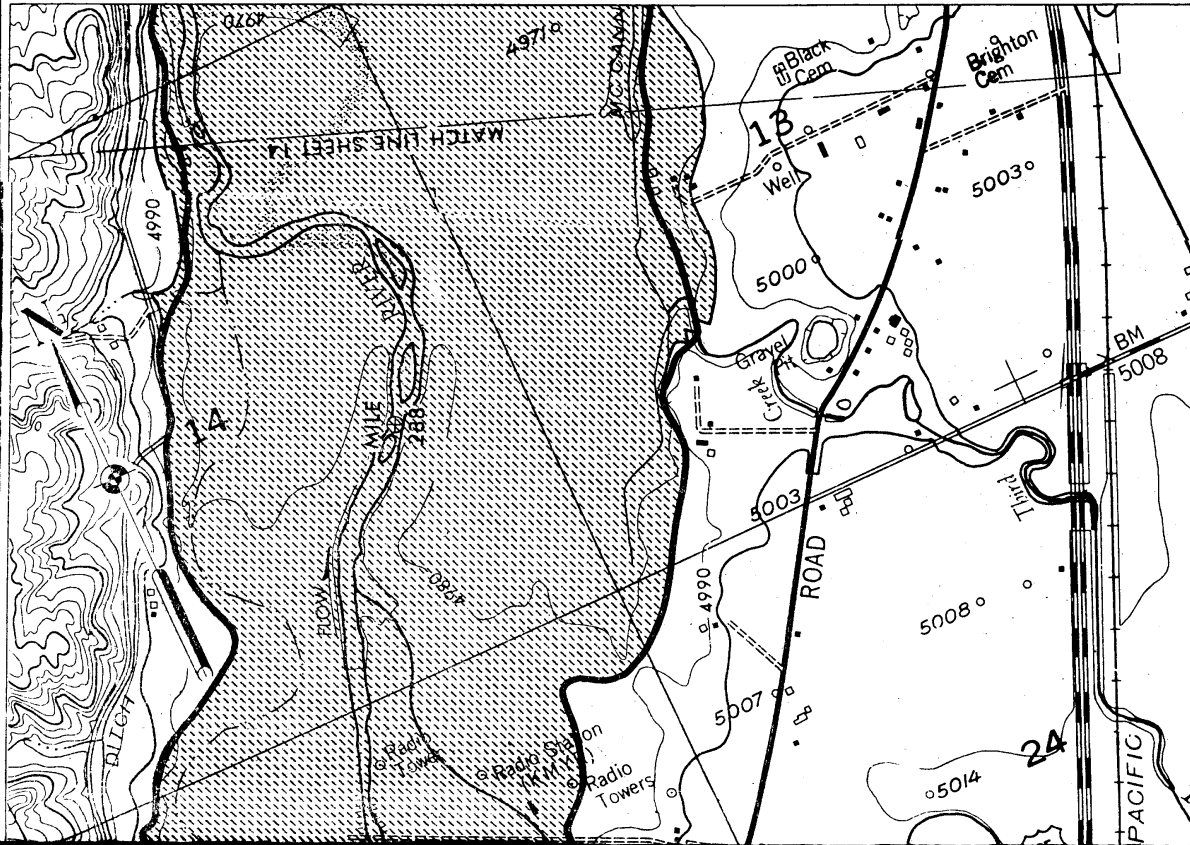 4970
4971
McCANN
Black
Cem
Brighton
Cem
MATCH LINE SHEET 14
13
Well
5003
4990
5000
RIVER
Gravel
Pit
Creek
BM
5008
14
MILE
288
5003
Third
4980
FLOW
4990
ROAD
5008
5007
DITCH
24
Radio
Tower
Radio Station
Radio
Towers
5014
PACIFIC